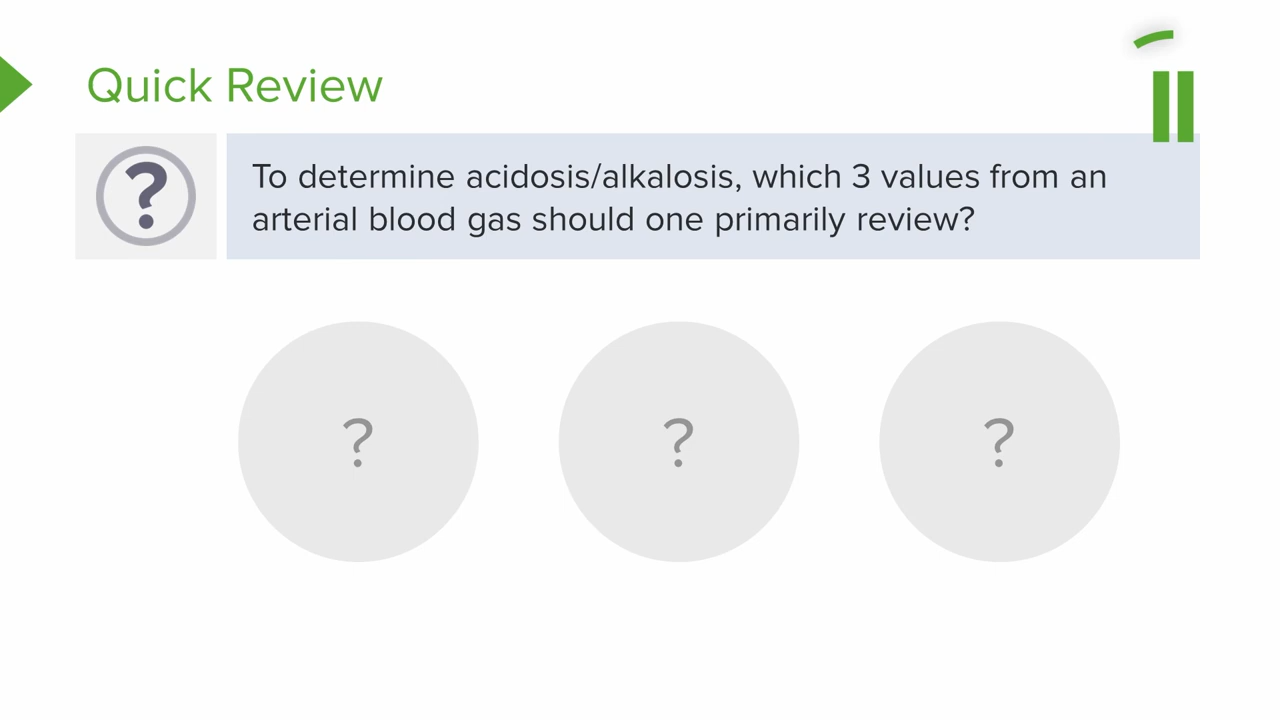 Quick Review
?
To determine acidosis/alkalosis, which 3 values from an
arterial blood gas should one primarily review?
? ? ?